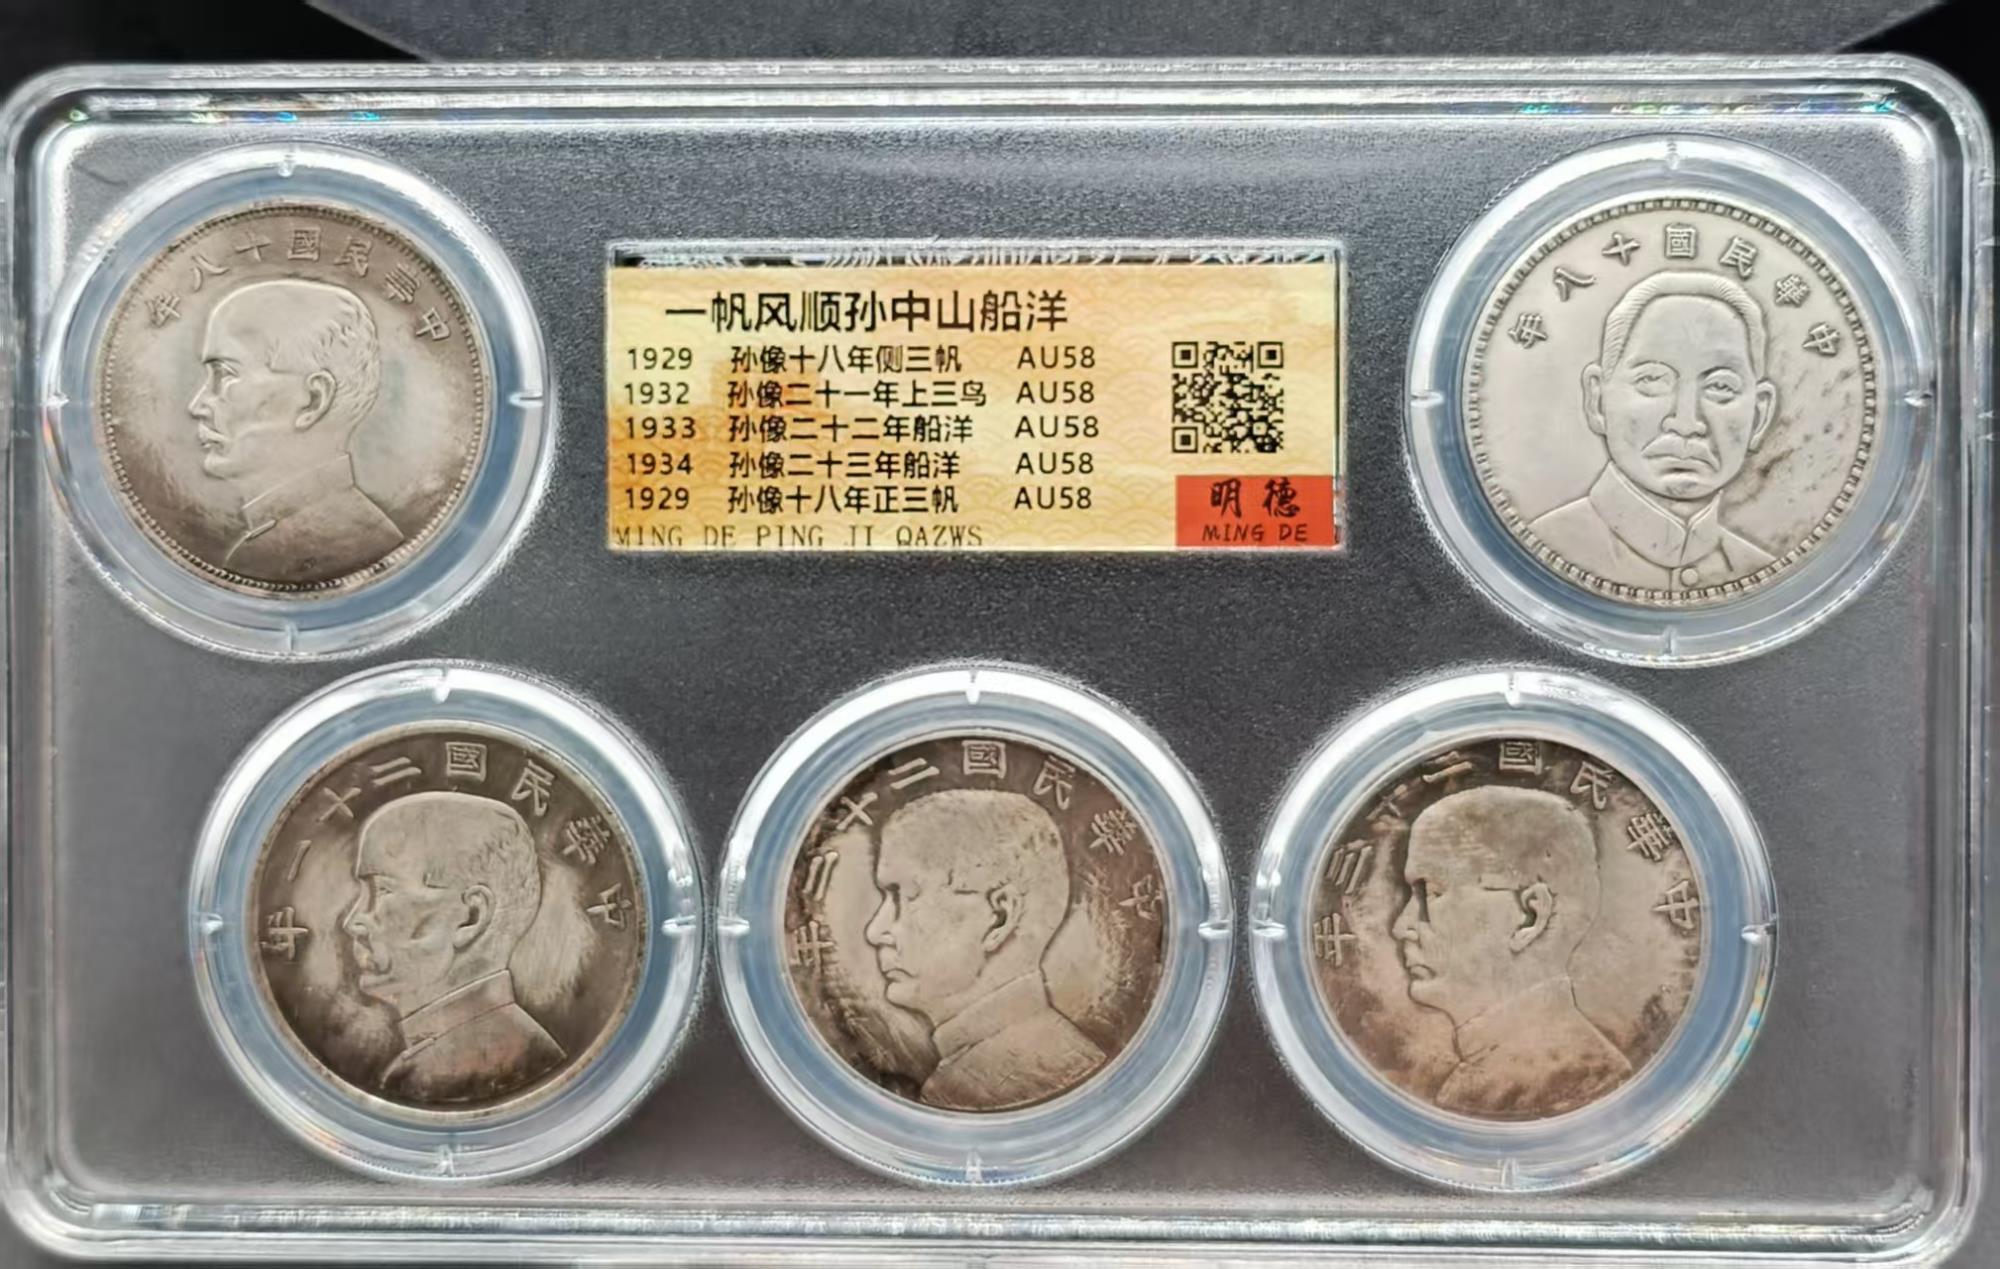 年八十國民華中
一帆风顺孙中山船洋
1929 孙像十八年侧三帆 AU58
1932 孙像二十一年上三鸟 AU58
1933 孙像二十二年船洋 AU58
1934 孙像二十三年船洋 AU58
1929 孙像十八年正三帆 AU58
MING DE PING JI QAZWS
明德
MING DE
年八十國民華中
年一十二國民華中
年二十二國民華中
年三十二國民華中